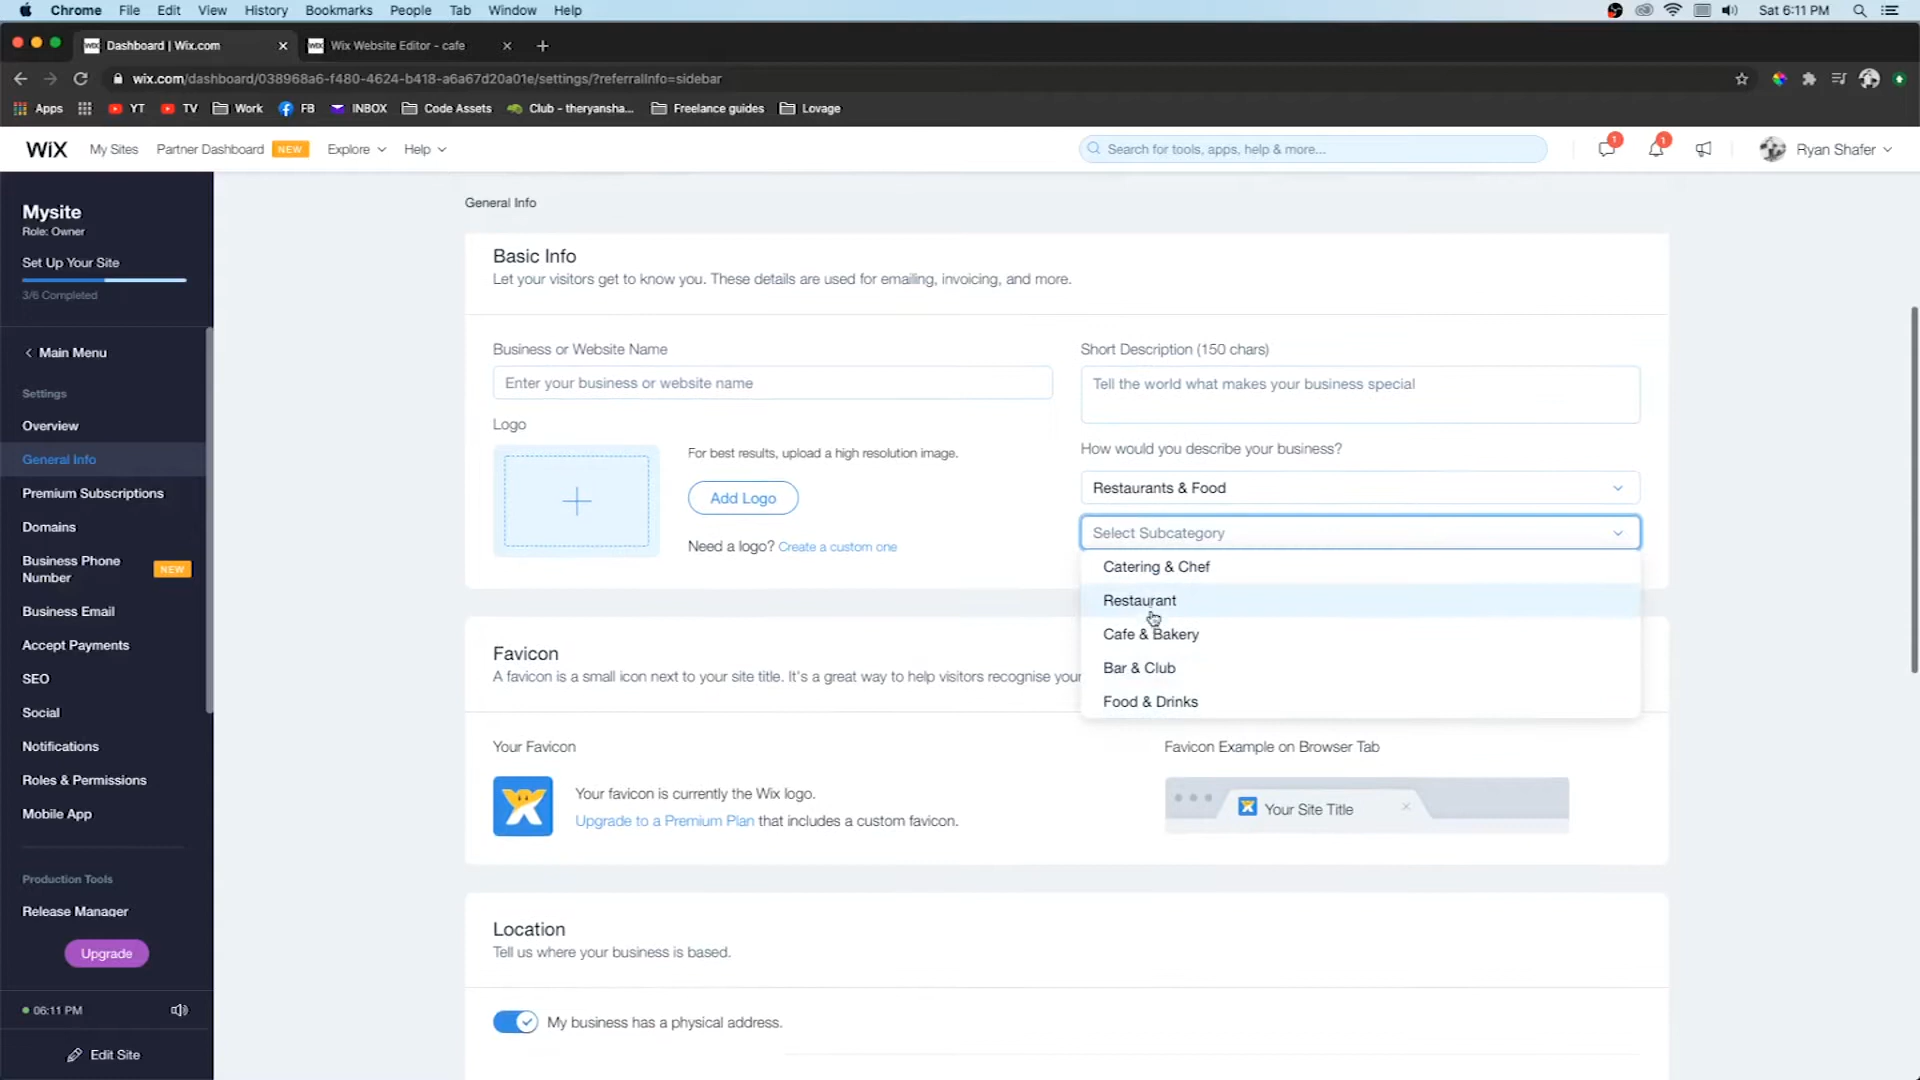 Chrome File Edit View History Bookmarks People Tab Window Help Sat 6:11 PM
Dashboard | Wix.com Wix Website Editor - cafe
wix.com/dashboard/038968a6-f480-4624-b418-a6a67d20a01e/settings/?referralInfo=sidebar
Apps YT TV Work FB INBOX Code Assets Club - theryansha... Freelance guides Lovage
WiX My Sites Partner Dashboard NEW Explore Help Search for tools, apps, help & more... 1 1 Ryan Shafer
Mysite
Role: Owner
Set Up Your Site
3/6 Completed
Main Menu
Settings
Overview
General Info
Premium Subscriptions
Domains
Business Phone
Number
NEW
Business Email
Accept Payments
SEO
Social
Notifications
Roles & Permissions
Mobile App
Production Tools
Release Manager
Upgrade
06:11 PM
Edit Site
General Info
Basic Info
Let your visitors get to know you. These details are used for emailing, invoicing, and more.
Business or Website Name
Enter your business or website name
Logo
For best results, upload a high resolution image.
Add Logo
Need a logo? Create a custom one
Short Description (150 chars)
Tell the world what makes your business special
How would you describe your business?
Restaurants & Food
Select Subcategory
Catering & Chef
Restaurant
Cafe & Bakery
Bar & Club
Food & Drinks
Favicon
A favicon is a small icon next to your site title. It's a great way to help visitors recognise your
Your Favicon
Your favicon is currently the Wix logo.
Upgrade to a Premium Plan that includes a custom favicon.
Favicon Example on Browser Tab
Your Site Title
Location
Tell us where your business is based.
My business has a physical address.